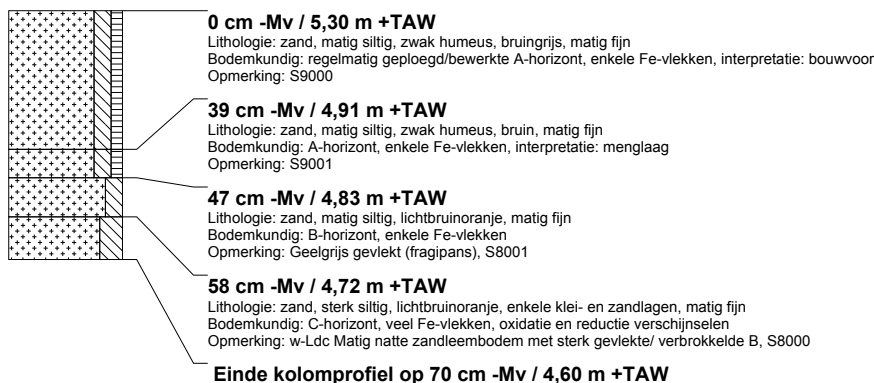 0 cm -Mv / 5,30 m +TAW
Lithologie: zand, matig siltig, zwak humeus, bruingrijs, matig fijn
Bodemkundig: regelmatig geploegd/bewerkte A-horizont, enkele Fe-vlekken, interpretatie: bouwvoor
Opmerking: S9000
39 cm -Mv / 4,91 m +TAW
Lithologie: zand, matig siltig, zwak humeus, bruin, matig fijn
Bodemkundig: A-horizont, enkele Fe-vlekken, interpretatie: menglaag
Opmerking: S9001
47 cm -Mv / 4,83 m +TAW
Lithologie: zand, matig siltig, lichtbruinoranje, matig fijn
Bodemkundig: B-horizont, enkele Fe-vlekken
Opmerking: Geelgrijs gevlekt (fragipans), S8001
58 cm -Mv / 4,72 m +TAW
Lithologie: zand, sterk siltig, lichtbruinoranje, enkele klei- en zandlagen, matig fijn
Bodemkundig: C-horizont, veel Fe-vlekken, oxidatie en reductie verschijnselen
Opmerking: w-Ldc Matig natte zandleembodem met sterk gevlekte/ verbrokkelde B, S8000
Einde kolomprofiel op 70 cm -Mv / 4,60 m +TAW